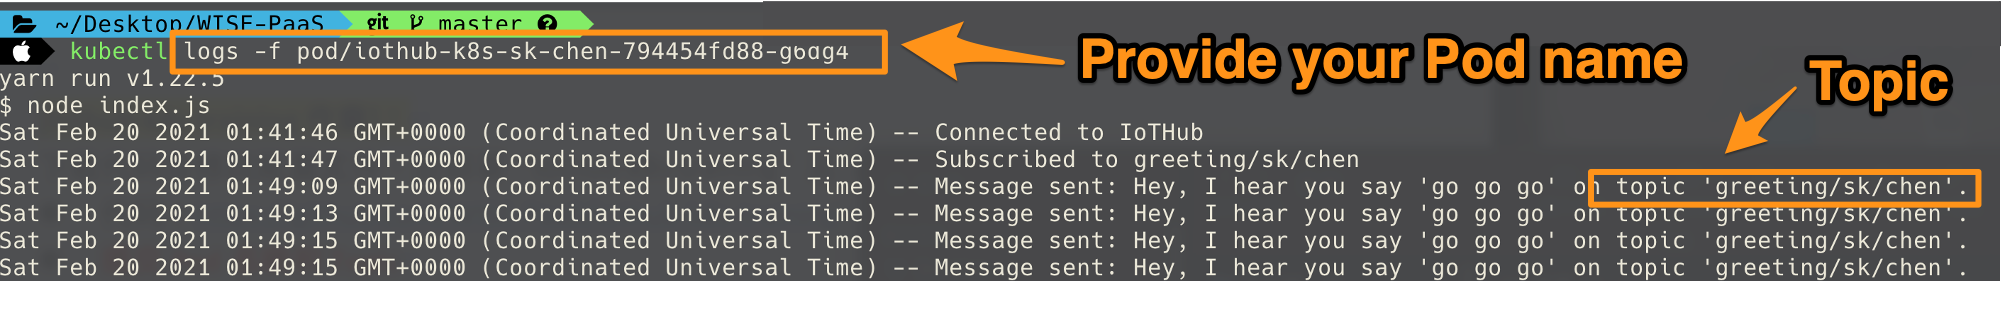 ~/Desktop/WISE-PaaS git master ?
kubectl logs -f pod/iothub-k8s-sk-chen-794454fd88-g6qg4
Provide your Pod name
Topic
yarn run v1.22.5
$ node index.js
Sat Feb 20 2021 01:41:46 GMT+0000 (Coordinated Universal Time) -- Connected to IoTHub
Sat Feb 20 2021 01:41:47 GMT+0000 (Coordinated Universal Time) -- Subscribed to greeting/sk/chen
Sat Feb 20 2021 01:49:09 GMT+0000 (Coordinated Universal Time) -- Message sent: Hey, I hear you say 'go go go' on topic 'greeting/sk/chen'.
Sat Feb 20 2021 01:49:13 GMT+0000 (Coordinated Universal Time) -- Message sent: Hey, I hear you say 'go go go' on topic 'greeting/sk/chen'.
Sat Feb 20 2021 01:49:15 GMT+0000 (Coordinated Universal Time) -- Message sent: Hey, I hear you say 'go go go' on topic 'greeting/sk/chen'.
Sat Feb 20 2021 01:49:15 GMT+0000 (Coordinated Universal Time) -- Message sent: Hey, I hear you say 'go go go' on topic 'greeting/sk/chen'.